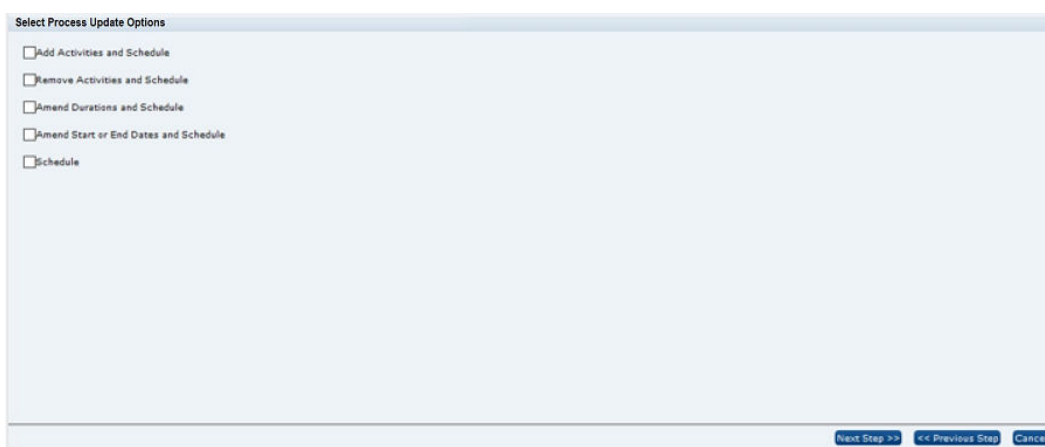 Select Process Update Options
Add Activities and Schedule
Remove Activities and Schedule
Amend Durations and Schedule
Amend Start or End Dates and Schedule
Schedule
Next Step >> << Previous Step Cance